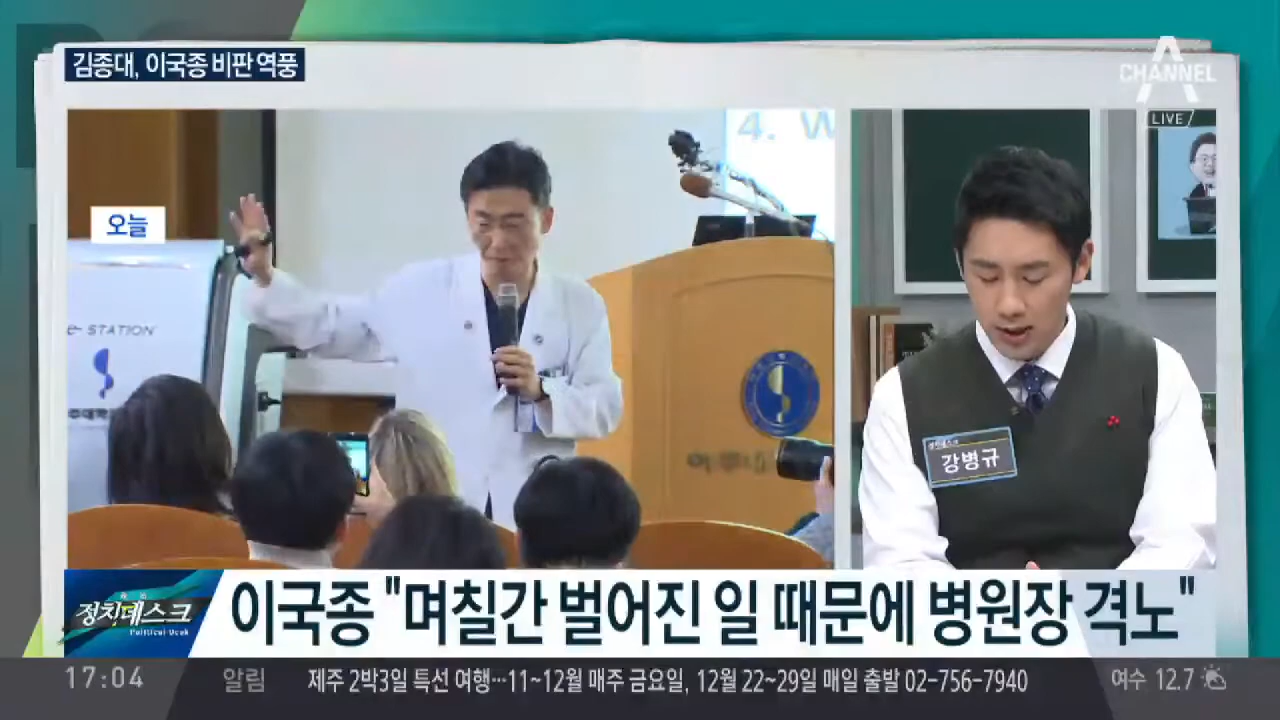 김종대, 이국종 비판 역풍
CHANNEL A
LIVE
4. W
오늘
e- STATION
주대학
강병규
정치데스크
Political Desk
이국종 "며칠간 벌어진 일 때문에 병원장 격노"
17:04 알림 제주 2박3일 특선 여행…11~12월 매주 금요일, 12월 22~29일 매일 출발 02-756-7940 여수 12.7